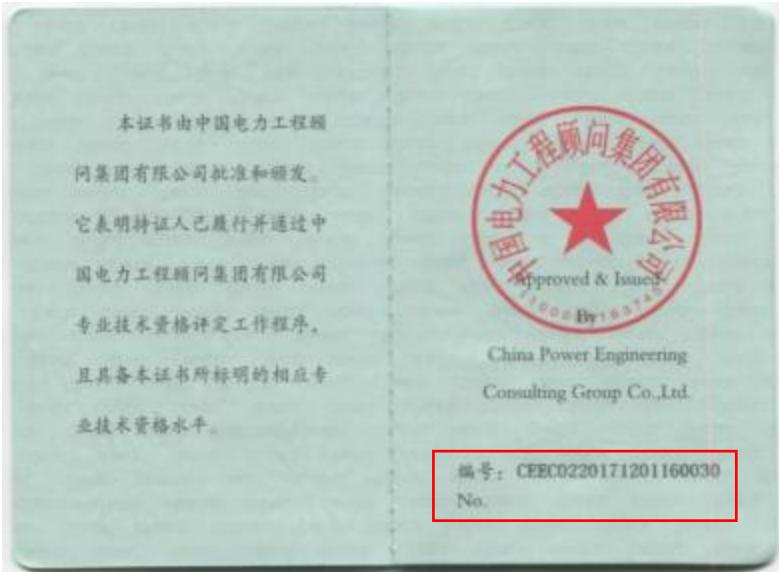 本证书由中国电力工程顾
问集团有限公司批准和颁发。
它表明持证人已履行并通过中
国电力工程顾问集团有限公司
专业技术资格评定工作程序，
且具备本证书所标明的相应专
业技术资格水平。
中国电力工程顾问集团有限公司
Approved & Issued
By
China Power Engineering
Consulting Group Co.,Ltd.
编号：CEEC0220171201160030
No.